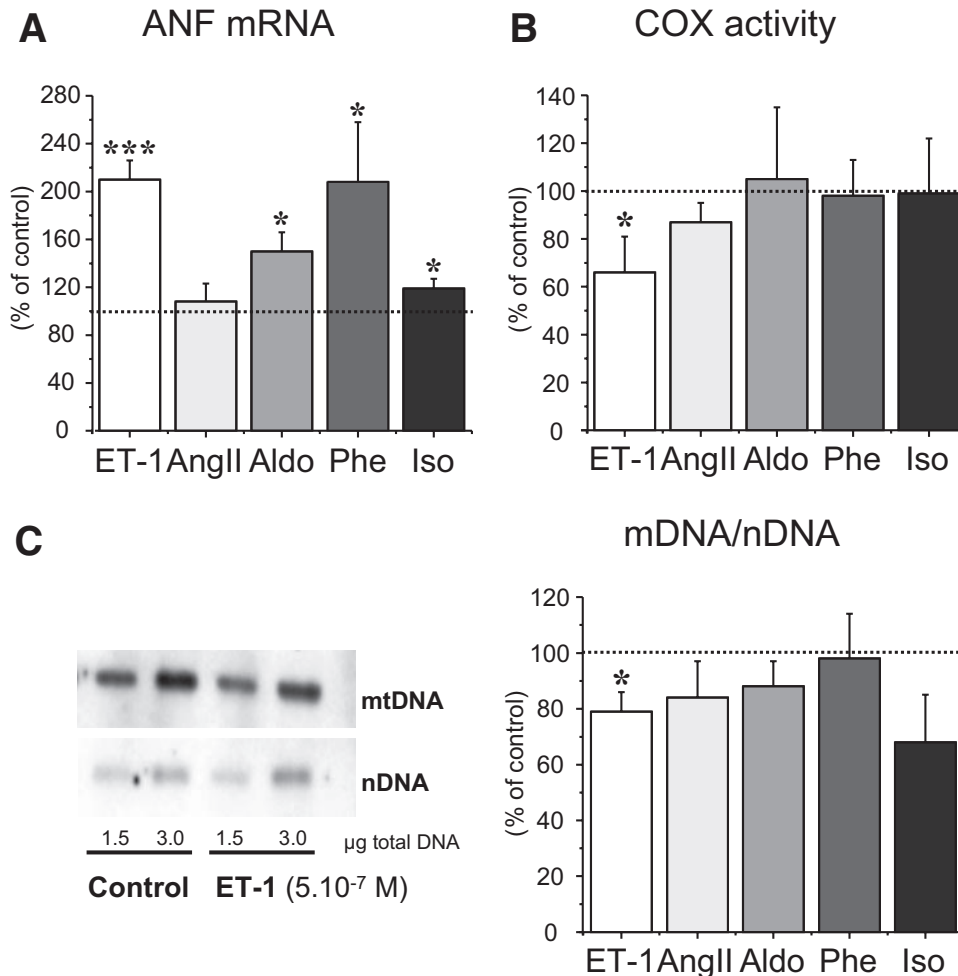 A ANF mRNA
(% of control)
280
240
200
160
120
80
40
0
***
*
*
*
ET-1 AngII Aldo Phe Iso
B COX activity
(% of control)
140
120
100
80
60
40
20
0
*
ET-1 AngII Aldo Phe Iso
C
mtDNA
nDNA
1.5 3.0 1.5 3.0 µg total DNA
Control ET-1 (5.10⁻⁷ M)
mDNA/nDNA
(% of control)
120
100
80
60
40
20
0
*
ET-1 AngII Aldo Phe Iso